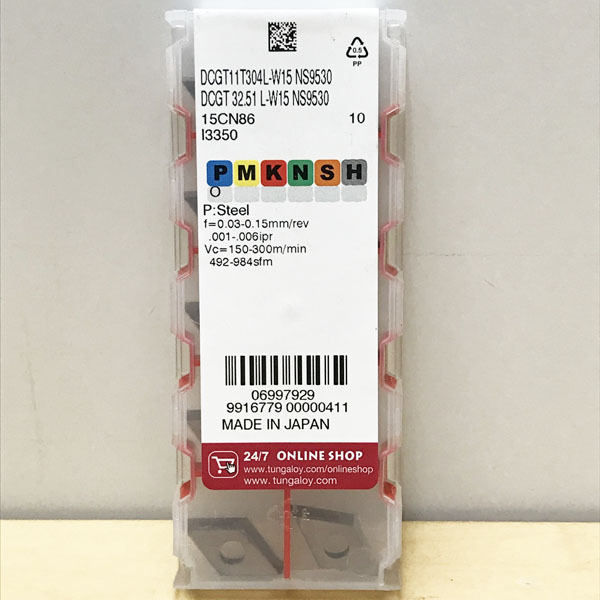 0.5
PP
DCGT11T304L-W15 NS9530
DCGT 32.51 L-W15 NS9530
15CN86 10
I3350
P M K N S H
O
P:Steel
f=0.03-0.15mm/rev
.001-.006ipr
Vc=150-300m/min
492-984sfm
06997929
9916779 00000411
MADE IN JAPAN
24/7 ONLINE SHOP
www.tungaloy.com/onlineshop
www.tungaloy.com